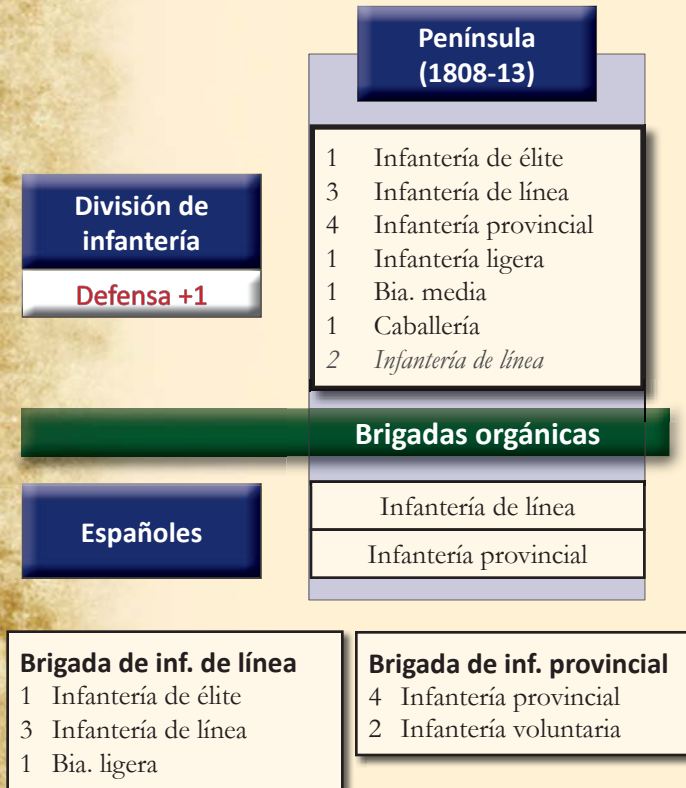 Península
(1808-13)
División de
infantería
Defensa +1
1 Infantería de élite
3 Infantería de línea
4 Infantería provincial
1 Infantería ligera
1 Bia. media
1 Caballería
2 Infantería de línea
Brigadas orgánicas
Españoles
Infantería de línea
Infantería provincial
Brigada de inf. de línea
1 Infantería de élite
3 Infantería de línea
1 Bia. ligera
Brigada de inf. provincial
4 Infantería provincial
2 Infantería voluntaria